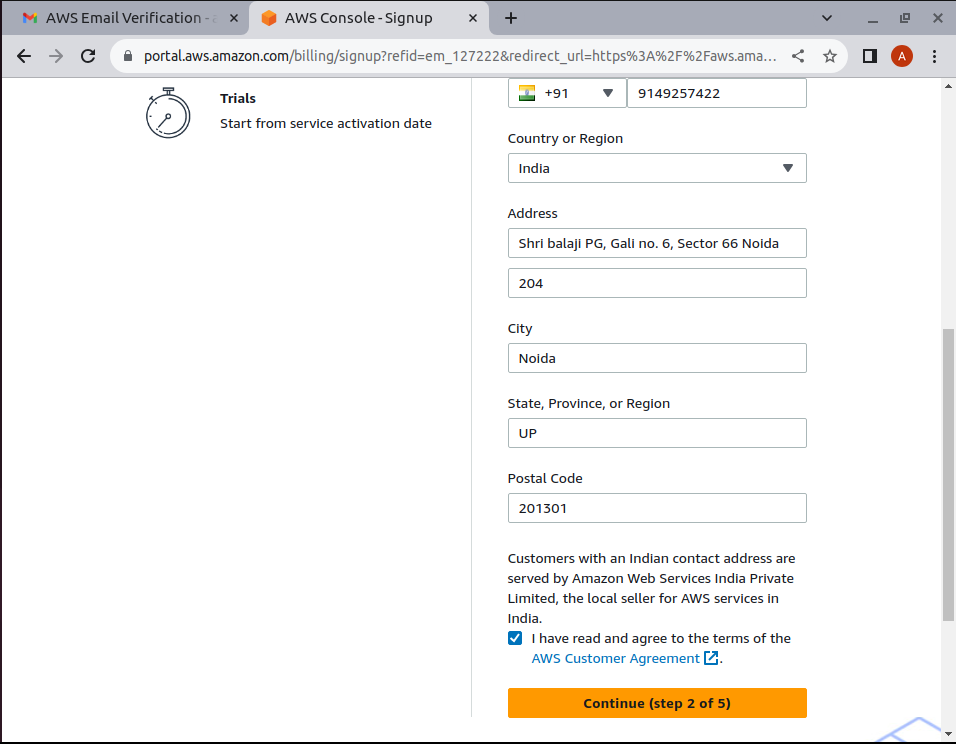 AWS Email Verification - a
AWS Console - Signup
portal.aws.amazon.com/billing/signup?refid=em_127222&redirect_url=https%3A%2F%2Faws.ama...
A
Trials
Start from service activation date
+91
9149257422
Country or Region
India
Address
Shri balaji PG, Gali no. 6, Sector 66 Noida
204
City
Noida
State, Province, or Region
UP
Postal Code
201301
Customers with an Indian contact address are
served by Amazon Web Services India Private
Limited, the local seller for AWS services in
India.
I have read and agree to the terms of the
AWS Customer Agreement .
Continue (step 2 of 5)